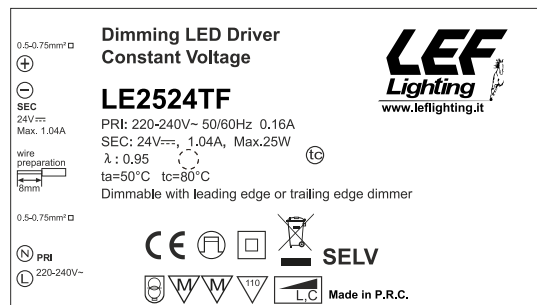 0.5-0.75mm²
+
−
SEC
24V⎓
Max. 1.04A
wire
preparation
8mm
0.5-0.75mm²
N PRI
L 220-240V~
Dimming LED Driver
Constant Voltage
LE2524TF
PRI: 220-240V~ 50/60Hz 0.16A
SEC: 24V⎓, 1.04A, Max.25W
λ: 0.95
ta=50°C tc=80°C
Dimmable with leading edge or trailing edge dimmer
tc
LEF
Lighting
www.leflighting.it
CE
SELV
M M 110 L,C Made in P.R.C.